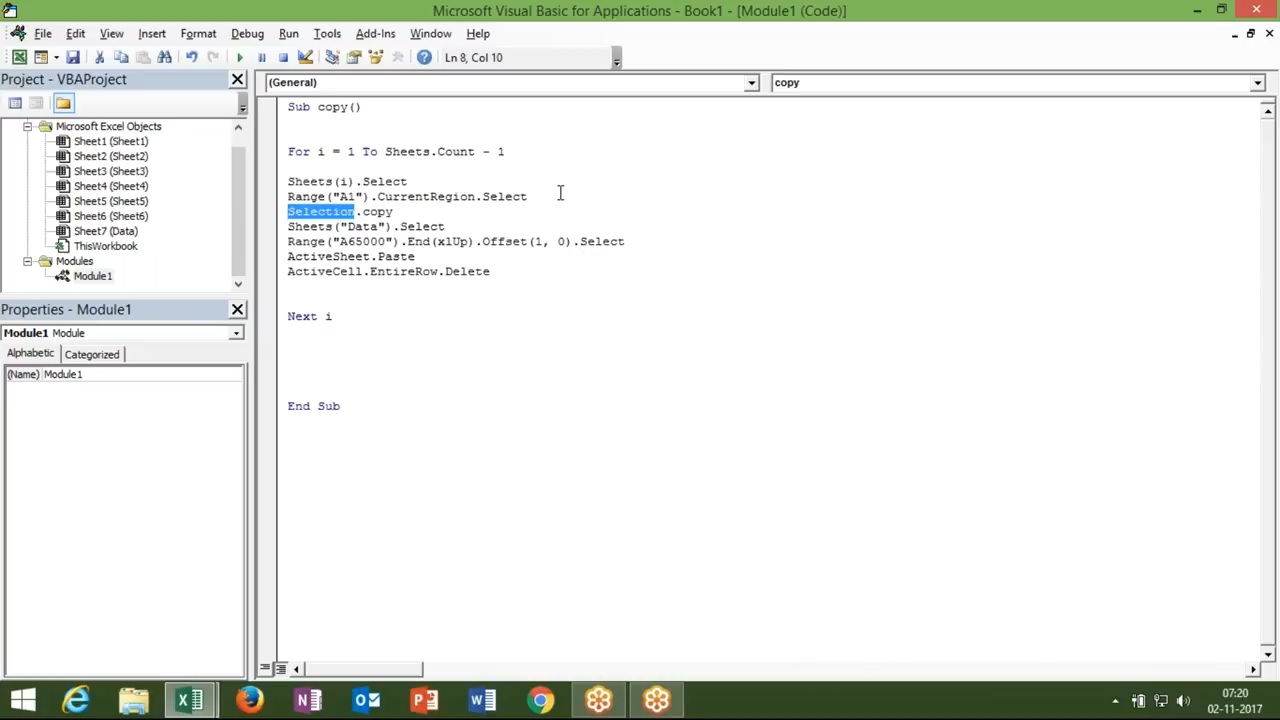 Microsoft Visual Basic for Applications - Book1 - [Module1 (Code)]
File Edit View Insert Format Debug Run Tools Add-Ins Window Help
Ln 8, Col 10
Project - VBAProject
Microsoft Excel Objects
Sheet1 (Sheet1)
Sheet2 (Sheet2)
Sheet3 (Sheet3)
Sheet4 (Sheet4)
Sheet5 (Sheet5)
Sheet6 (Sheet6)
Sheet7 (Data)
ThisWorkbook
Modules
Module1
Properties - Module1
Module1 Module
Alphabetic Categorized
(Name) Module1
(General) copy
Sub copy()
For i = 1 To Sheets.Count - 1
Sheets(i).Select
Range("A1").CurrentRegion.Select
Selection.copy
Sheets("Data").Select
Range("A65000").End(xlUp).Offset(1, 0).Select
ActiveSheet.Paste
ActiveCell.EntireRow.Delete
Next i
End Sub
07:20
02-11-2017